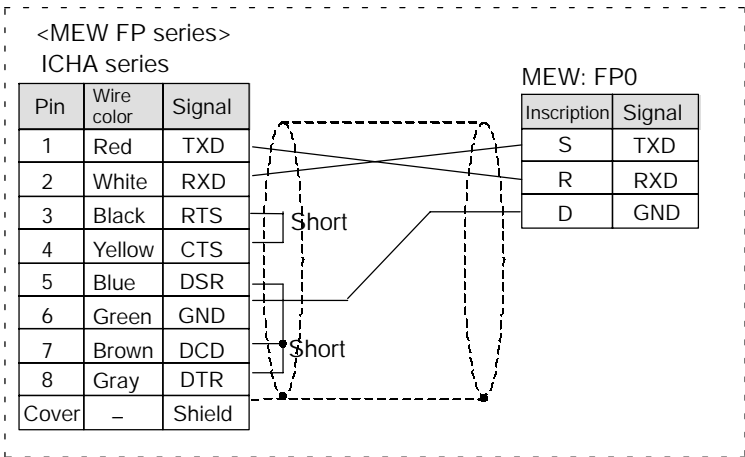 <MEW FP series>
ICHA series
Pin Wire color Signal
1 Red TXD
2 White RXD
3 Black RTS
4 Yellow CTS
5 Blue DSR
6 Green GND
7 Brown DCD
8 Gray DTR
Cover – Shield
Short
Short
MEW: FP0
Inscription Signal
S TXD
R RXD
D GND